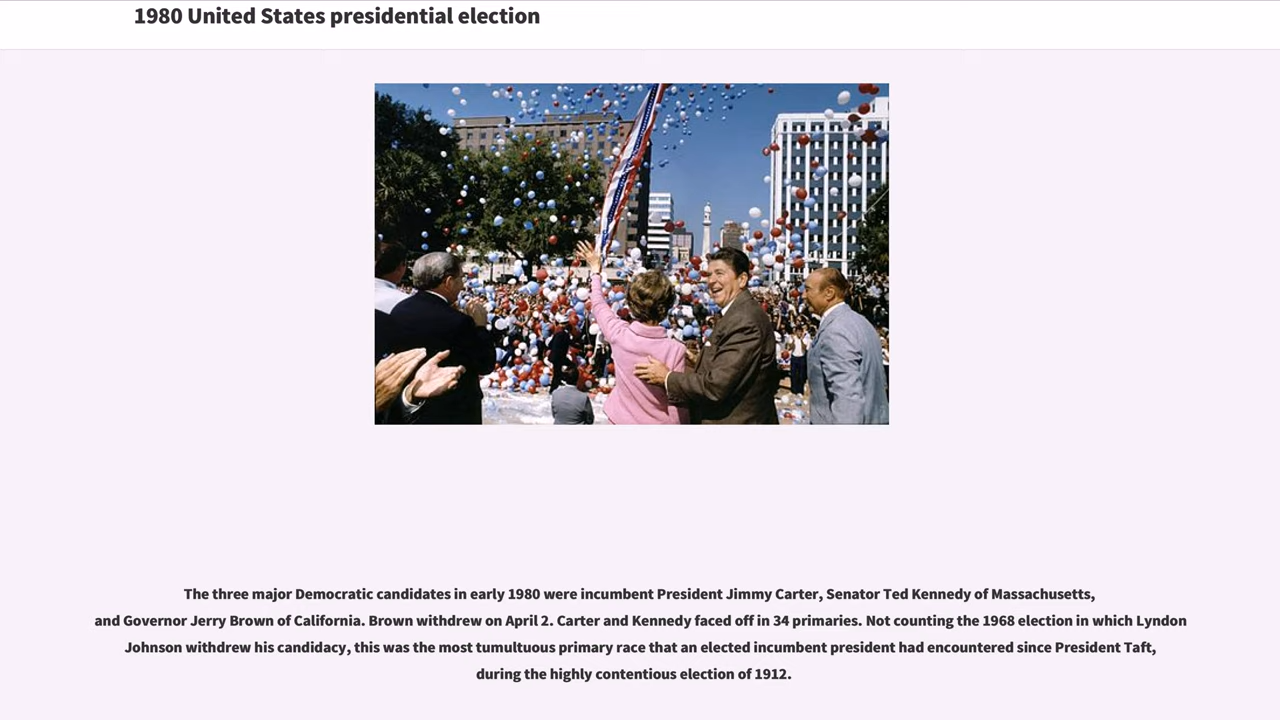 1980 United States presidential election
The three major Democratic candidates in early 1980 were incumbent President Jimmy Carter, Senator Ted Kennedy of Massachusetts,
and Governor Jerry Brown of California. Brown withdrew on April 2. Carter and Kennedy faced off in 34 primaries. Not counting the 1968 election in which Lyndon
Johnson withdrew his candidacy, this was the most tumultuous primary race that an elected incumbent president had encountered since President Taft,
during the highly contentious election of 1912.